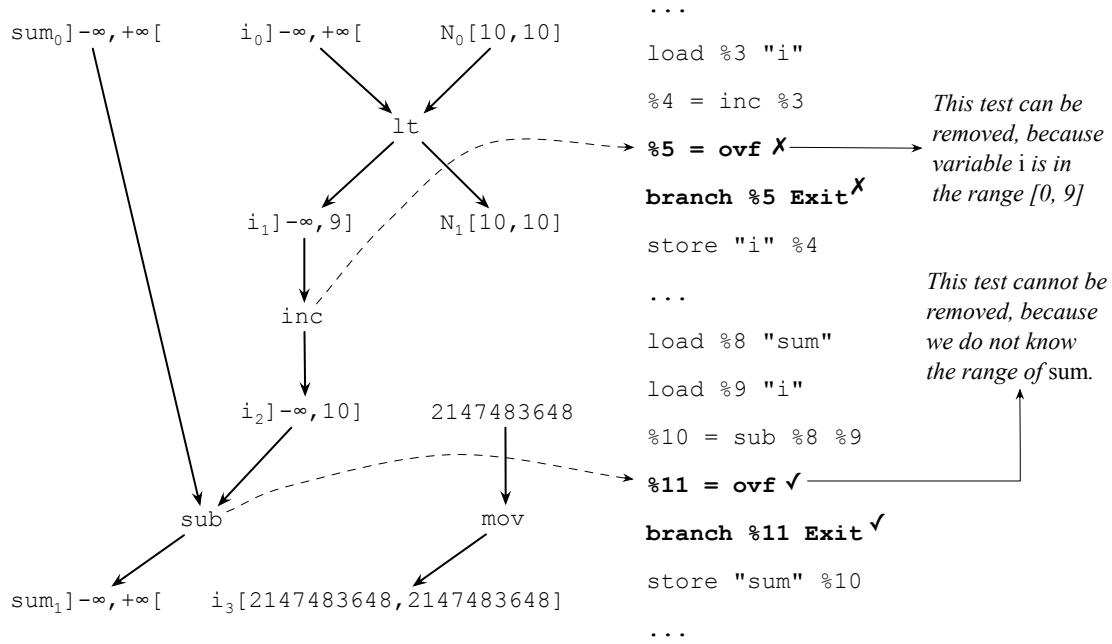 sum₀]-∞,+∞[
i₀]-∞,+∞[
N₀[10,10]
lt
i₁]-∞,9]
N₁[10,10]
inc
i₂]-∞,10]
2147483648
sub
mov
sum₁]-∞,+∞[
i₃[2147483648,2147483648]
...
load %3 "i"
%4 = inc %3
%5 = ovf ✗
branch %5 Exit ✗
store "i" %4
...
load %8 "sum"
load %9 "i"
%10 = sub %8 %9
%11 = ovf ✓
branch %11 Exit ✓
store "sum" %10
...
This test can be
removed, because
variable i is in
the range [0, 9]
This test cannot be
removed, because
we do not know
the range of sum.